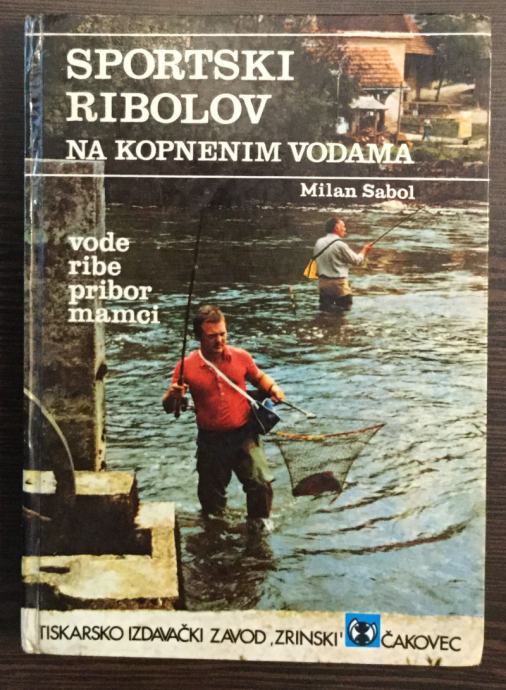 SPORTSKI
RIBOLOV
NA KOPNENIM VODAMA
Milan Sabol
vode
ribe
pribor
mamci
TISKARSKO IZDAVAČKI ZAVOD ‚ZRINSKI' ČAKOVEC